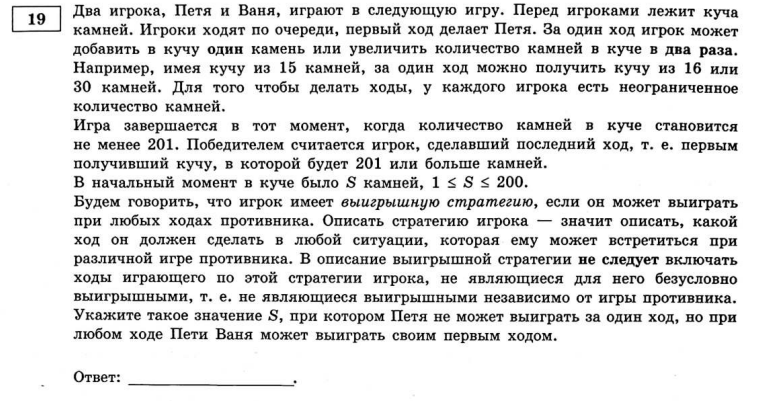 19
Два игрока, Петя и Ваня, играют в следующую игру. Перед игроками лежит куча
камней. Игроки ходят по очереди, первый ход делает Петя. За один ход игрок может
добавить в кучу один камень или увеличить количество камней в куче в два раза.
Например, имея кучу из 15 камней, за один ход можно получить кучу из 16 или
30 камней. Для того чтобы делать ходы, у каждого игрока есть неограниченное
количество камней.
Игра завершается в тот момент, когда количество камней в куче становится
не менее 201. Победителем считается игрок, сделавший последний ход, т. е. первым
получивший кучу, в которой будет 201 или больше камней.
В начальный момент в куче было S камней, 1 ≤ S ≤ 200.
Будем говорить, что игрок имеет выигрышную стратегию, если он может выиграть
при любых ходах противника. Описать стратегию игрока — значит описать, какой
ход он должен сделать в любой ситуации, которая ему может встретиться при
различной игре противника. В описание выигрышной стратегии не следует включать
ходы играющего по этой стратегии игрока, не являющиеся для него безусловно
выигрышными, т. е. не являющиеся выигрышными независимо от игры противника.
Укажите такое значение S, при котором Петя не может выиграть за один ход, но при
любом ходе Пети Ваня может выиграть своим первым ходом.
Ответ: ____________________.